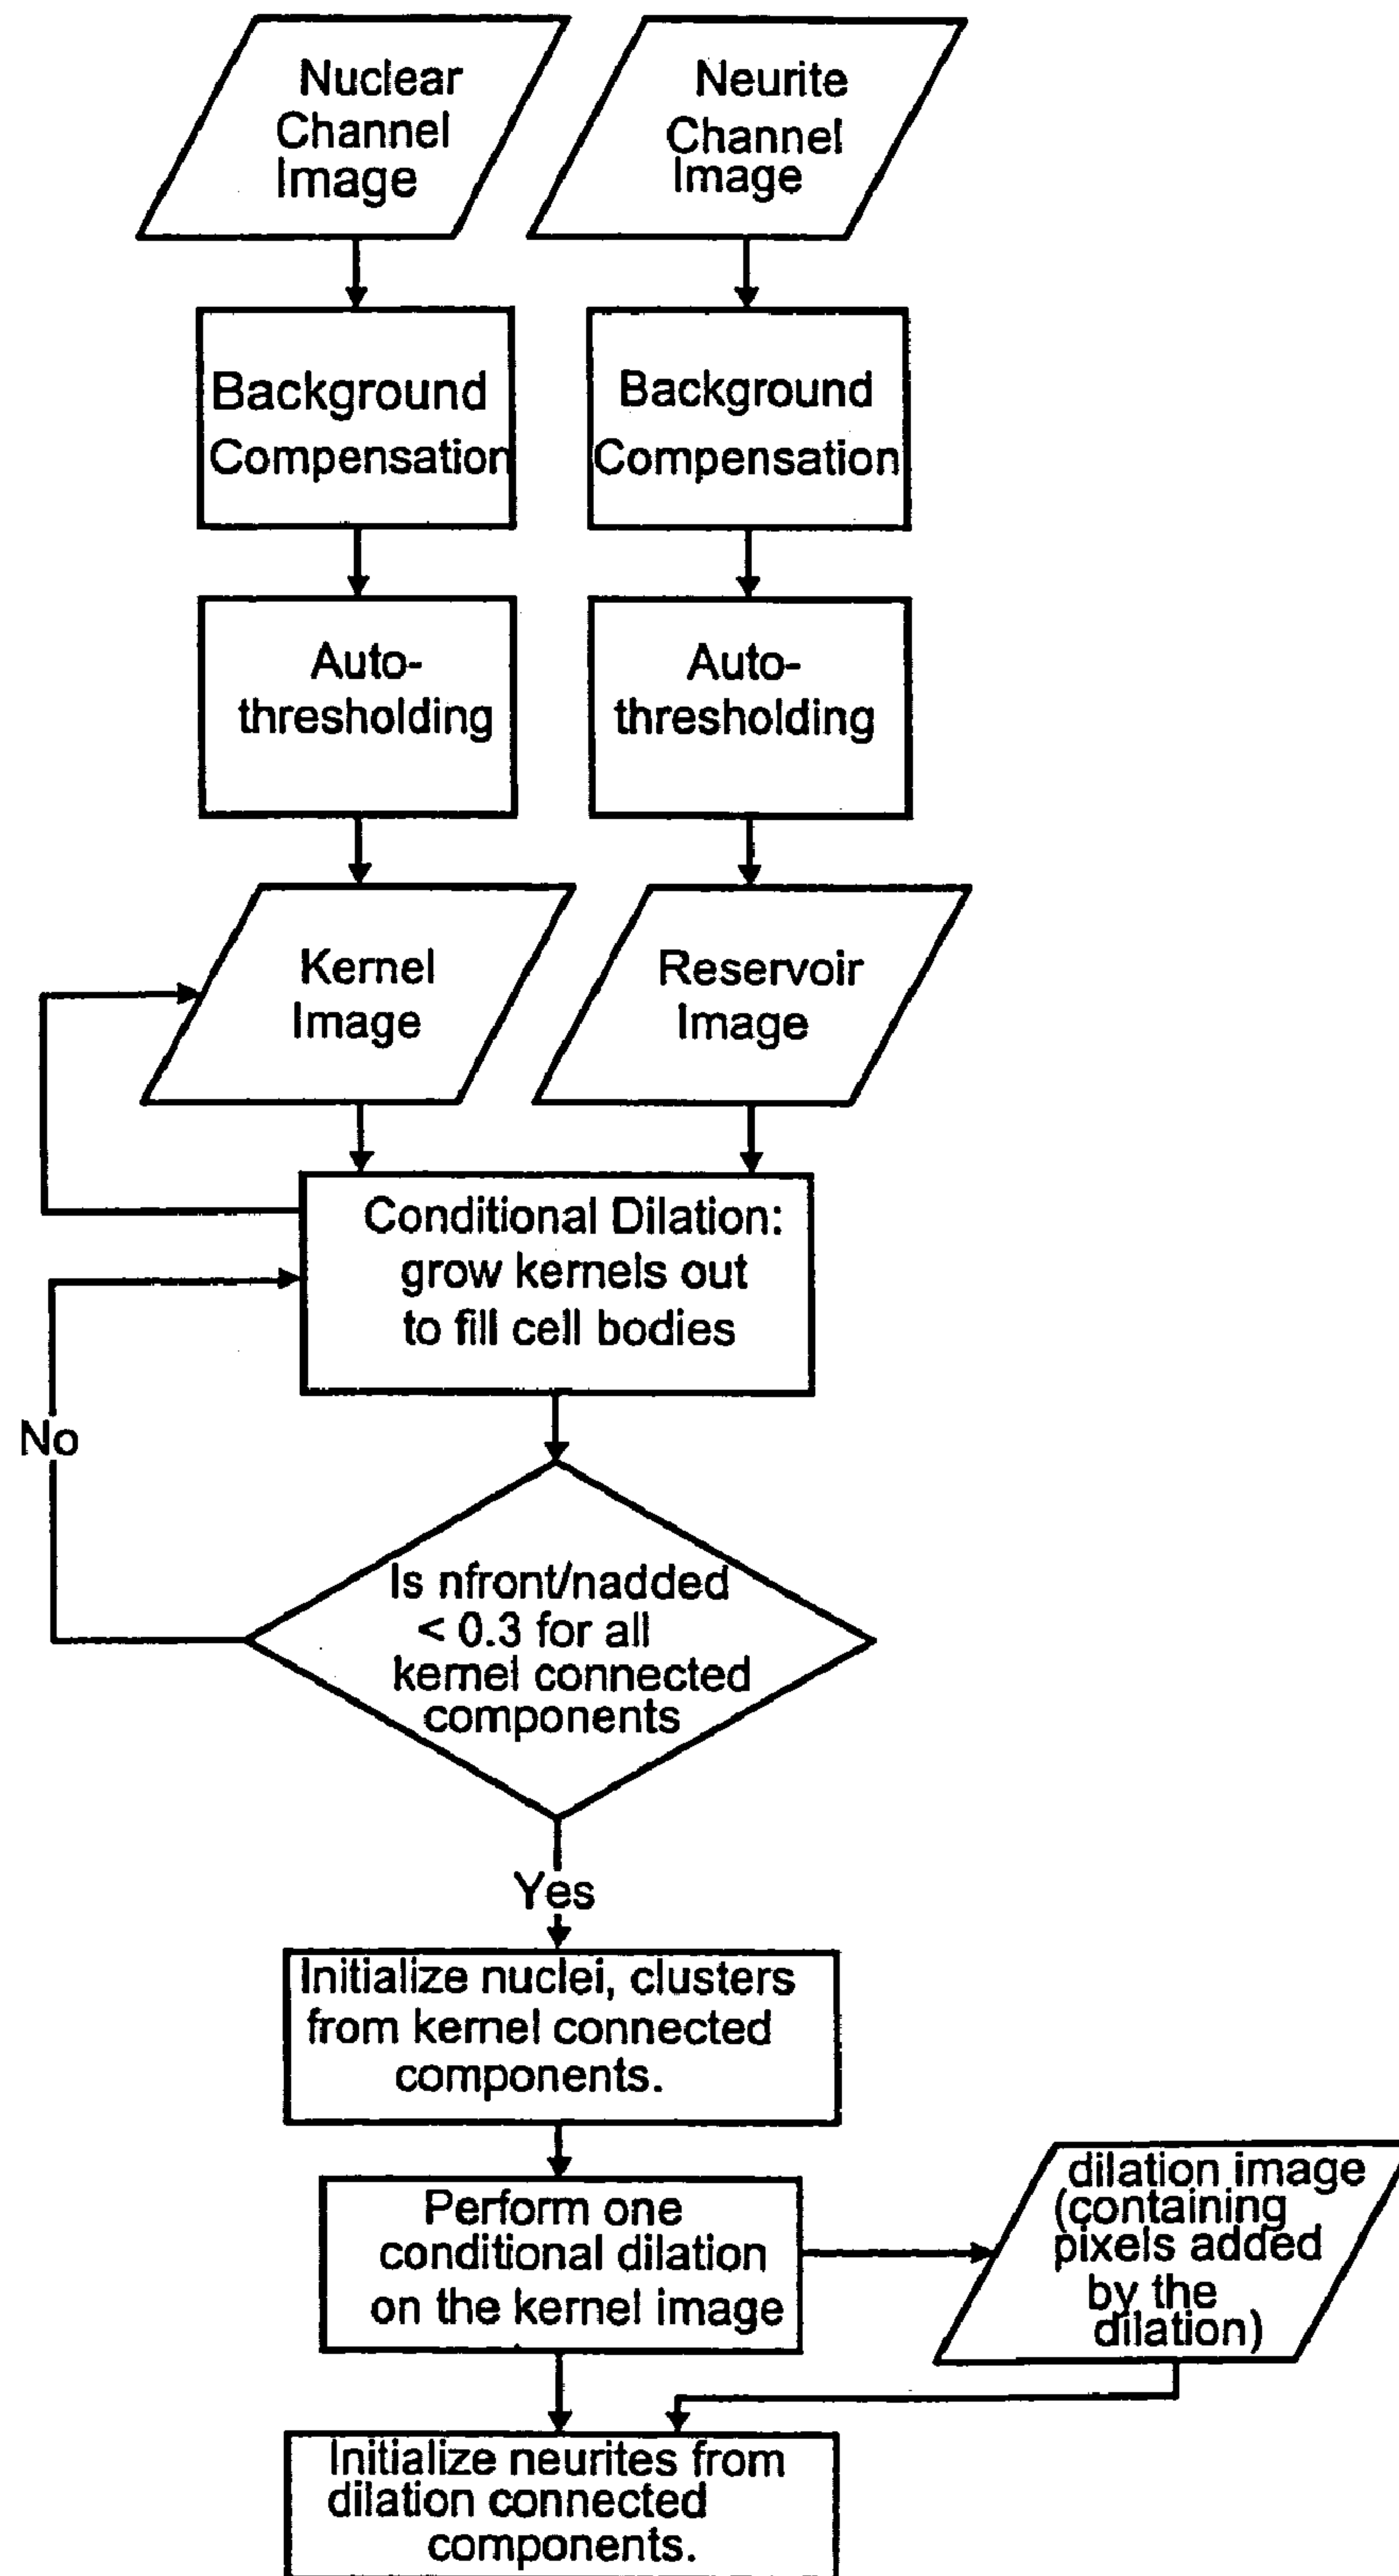 Nuclear
Channel
Image
Neurite
Channel
Image
Background
Compensation
Background
Compensation
Auto-
thresholding
Auto-
thresholding
Kernel
Image
Reservoir
Image
Conditional Dilation:
grow kernels out
to fill cell bodies
No
Is nfront/nadded
< 0.3 for all
kernel connected
components
Yes
Initialize nuclei, clusters
from kernel connected
components.
Perform one
conditional dilation
on the kernel image
dilation image
(containing
pixels added
by the
dilation)
Initialize neurites from
dilation connected
components.